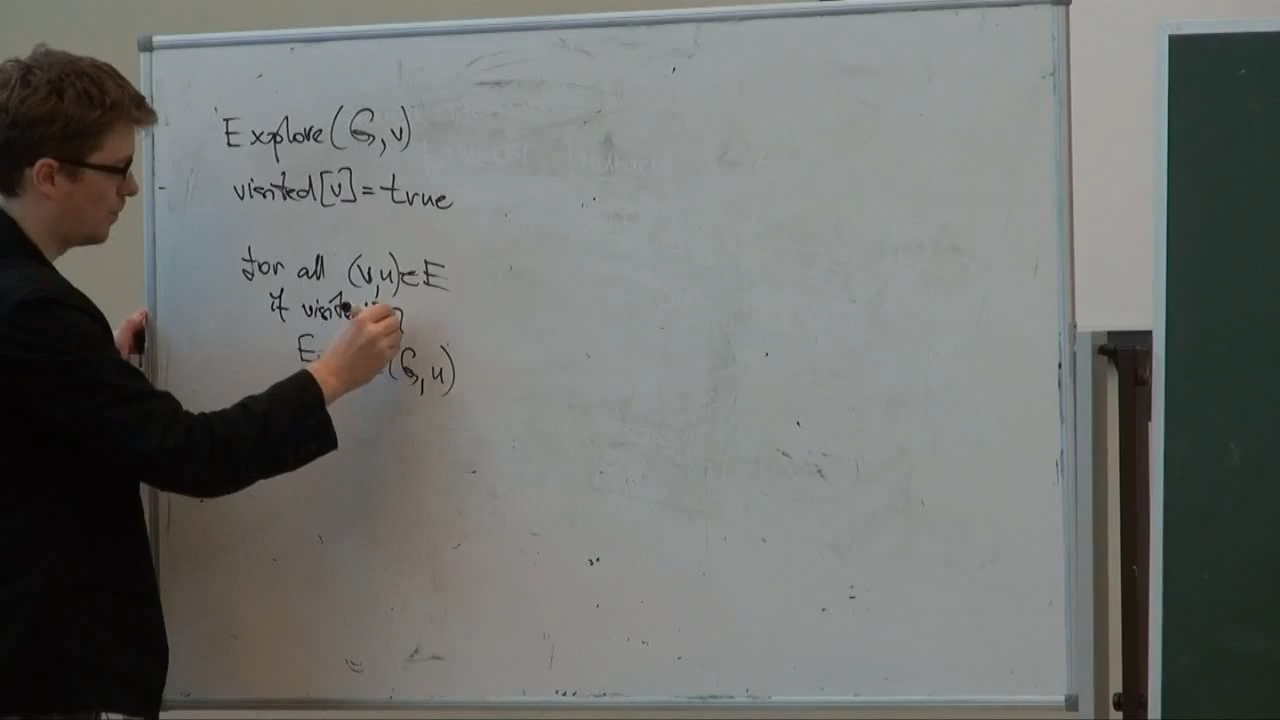 Explore(G,v)
visited[v]=true
for all (v,u)∈E
if
(G,u)